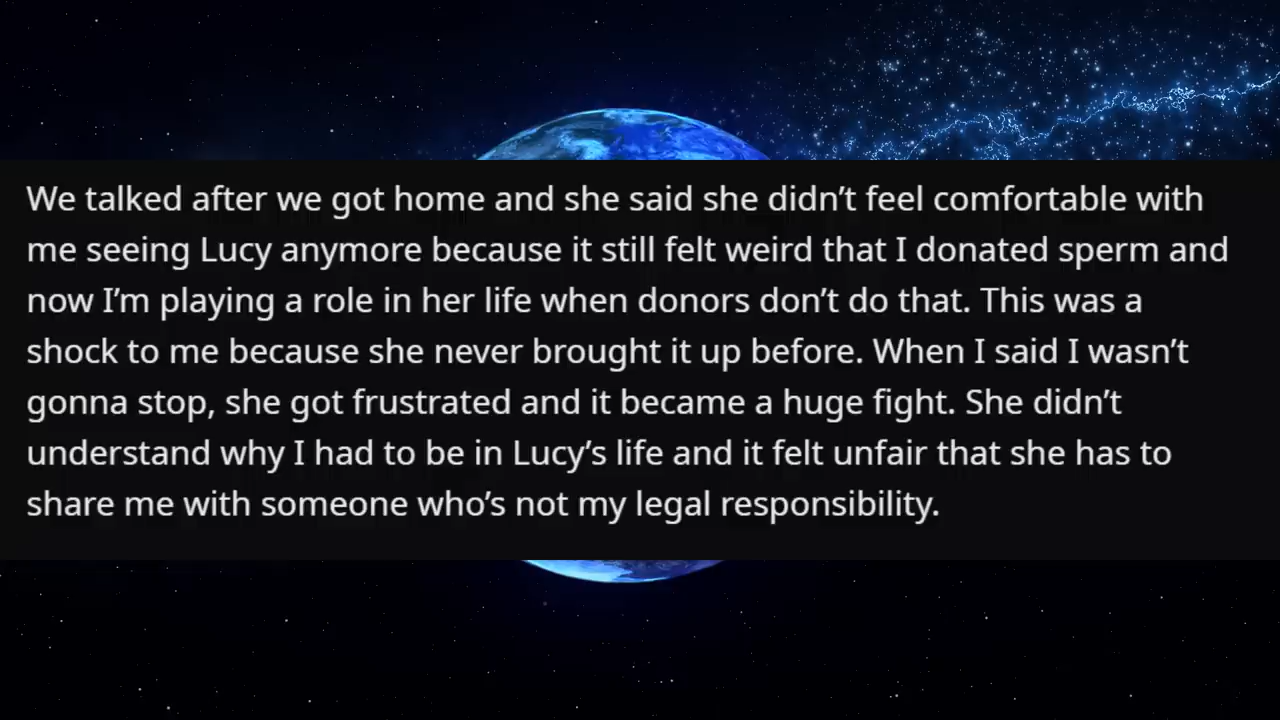 We talked after we got home and she said she didn’t feel comfortable with
me seeing Lucy anymore because it still felt weird that I donated sperm and
now I’m playing a role in her life when donors don’t do that. This was a
shock to me because she never brought it up before. When I said I wasn’t
gonna stop, she got frustrated and it became a huge fight. She didn’t
understand why I had to be in Lucy’s life and it felt unfair that she has to
share me with someone who’s not my legal responsibility.